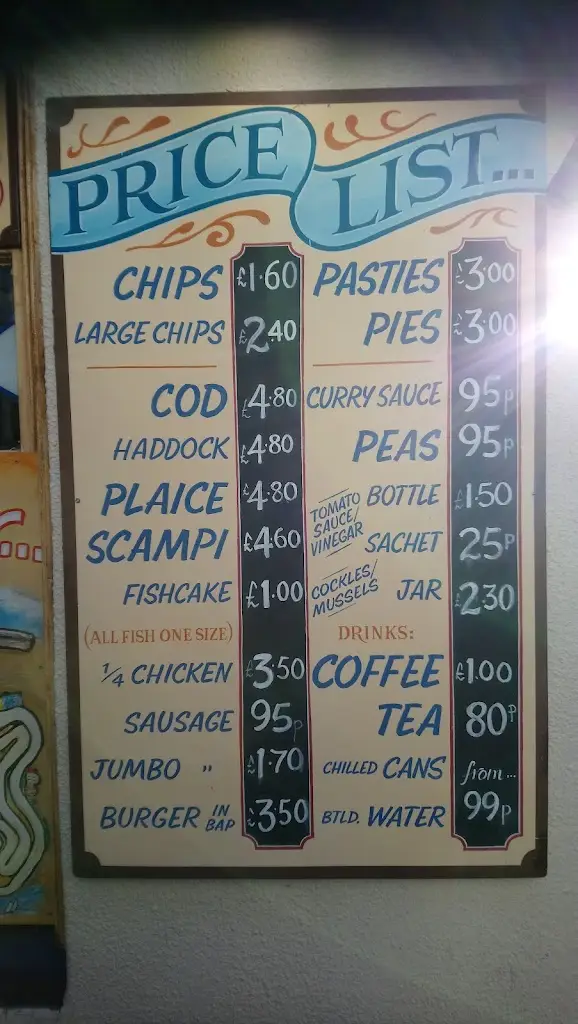 PRICE LIST...
CHIPS £1·60
LARGE CHIPS £2·40
COD £4·80
HADDOCK £4·80
PLAICE £4·80
SCAMPI £4·60
FISHCAKE £1·00
(ALL FISH ONE SIZE)
1/4 CHICKEN £3·50
SAUSAGE 95p
JUMBO " £1·70
BURGER IN BAP £3·50
PASTIES £3·00
PIES £3·00
CURRY SAUCE 95p
PEAS 95p
TOMATO SAUCE/ VINEGAR
BOTTLE £1·50
SACHET 25P
COCKLES/ MUSSELS JAR £230
DRINKS:
COFFEE £1·00
TEA 80P
CHILLED CANS from...
BTLD. WATER 99p